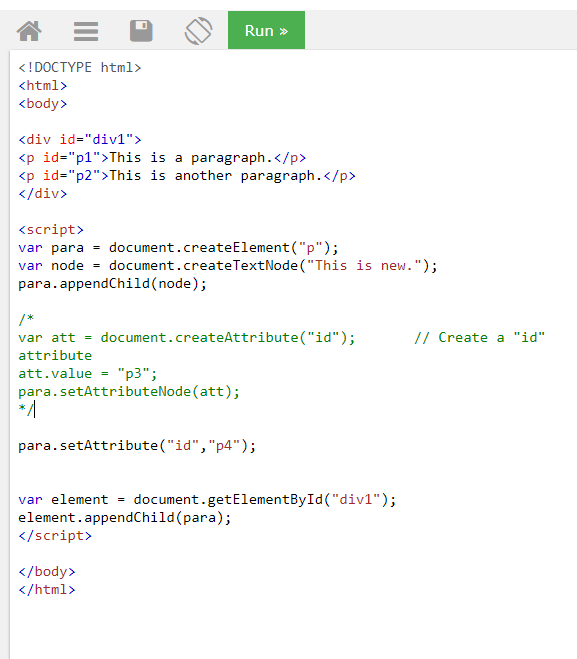 Run »
<!DOCTYPE html>
<html>
<body>
<div id="div1">
<p id="p1">This is a paragraph.</p>
<p id="p2">This is another paragraph.</p>
</div>
<script>
var para = document.createElement("p");
var node = document.createTextNode("This is new.");
para.appendChild(node);
/*
var att = document.createAttribute("id");       // Create a "id"
attribute
att.value = "p3";
para.setAttributeNode(att);
*/
para.setAttribute("id","p4");
var element = document.getElementById("div1");
element.appendChild(para);
</script>
</body>
</html>